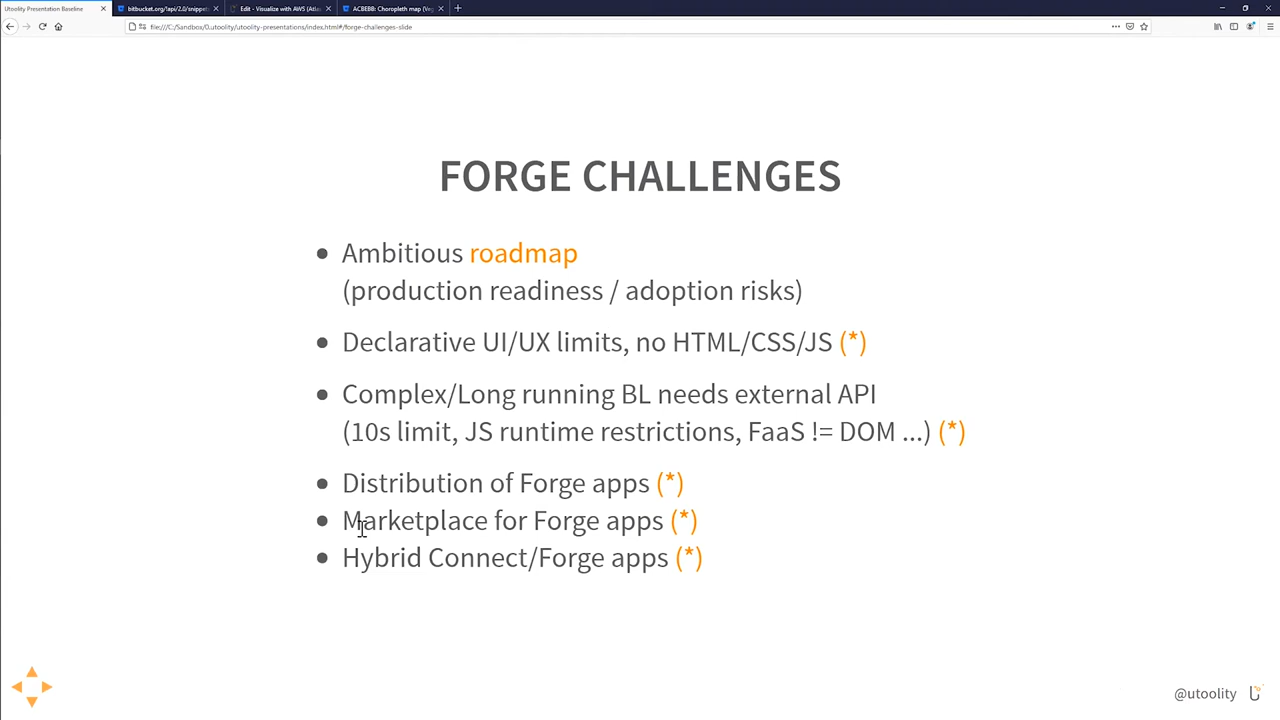 Utoolity Presentation Baseline
bitbucket.org/!api/2.0/snippet
Edit - Visualize with AWS (Atla
ACBEBB: Choropleth map (Veg
file:///C:/Sandbox/0.utoolity/utoolity-presentations/index.html#/forge-challenges-slide
FORGE CHALLENGES
• Ambitious roadmap
(production readiness / adoption risks)
• Declarative UI/UX limits, no HTML/CSS/JS (*)
• Complex/Long running BL needs external API
(10s limit, JS runtime restrictions, FaaS != DOM ...) (*)
• Distribution of Forge apps (*)
• Marketplace for Forge apps (*)
• Hybrid Connect/Forge apps (*)
@utoolity